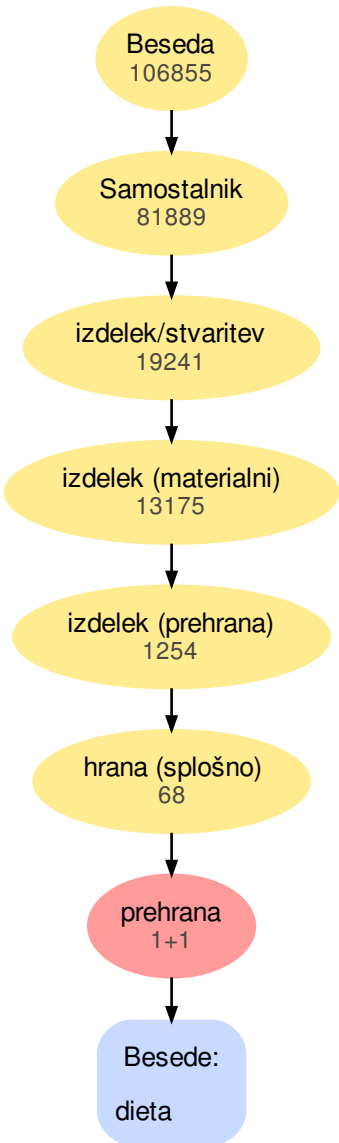 Beseda
106855
Samostalnik
81889
izdelek/stvaritev
19241
izdelek (materialni)
13175
izdelek (prehrana)
1254
hrana (splošno)
68
prehrana
1+1
Besede:
dieta